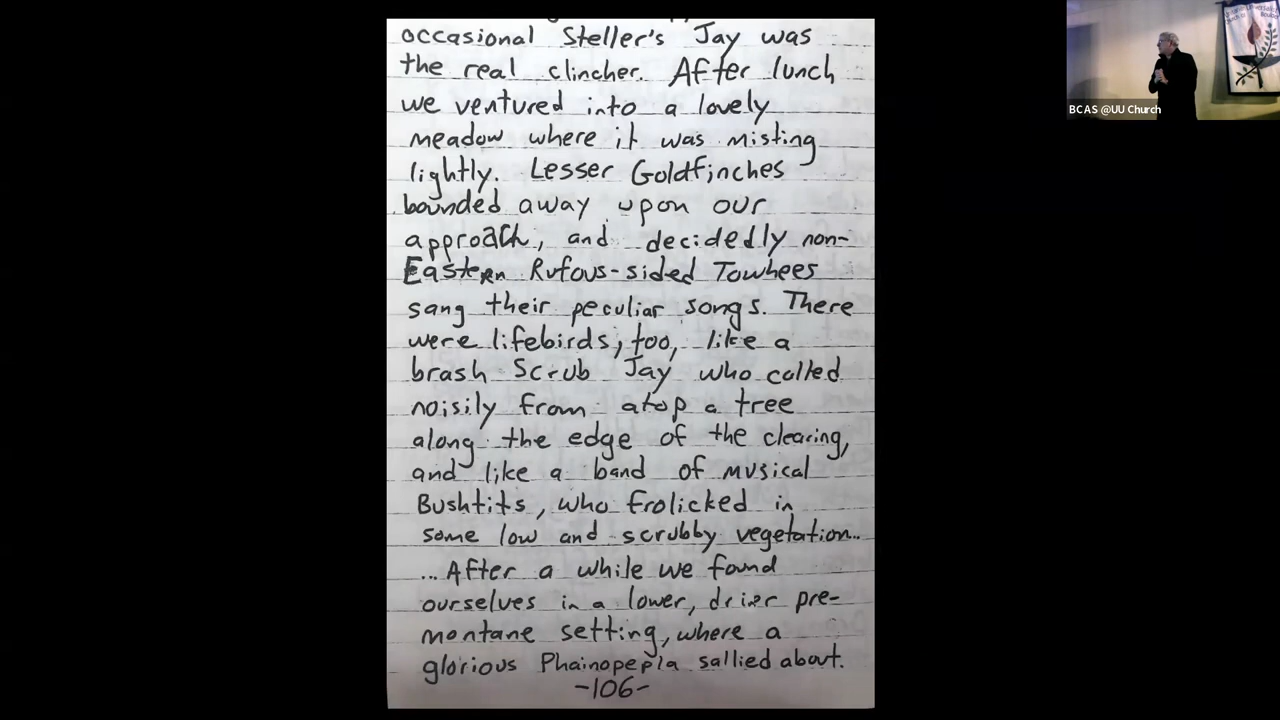 occasional Steller's Jay was
the real clincher. After lunch
we ventured into a lovely
meadow where it was misting
lightly. Lesser Goldfinches
bounded away upon our
approach, and decidedly non-
Eastern Rufous-sided Towhees
sang their peculiar songs. There
were lifebirds, too, like a
brash Scrub Jay who called
noisily from atop a tree
along the edge of the clearing,
and like a band of musical
Bushtits, who frolicked in
some low and scrubby vegetation...
...After a while we found
ourselves in a lower, drier pre-
montane setting, where a
glorious Phainopepla sallied about.
-106-
BCAS @UU Church